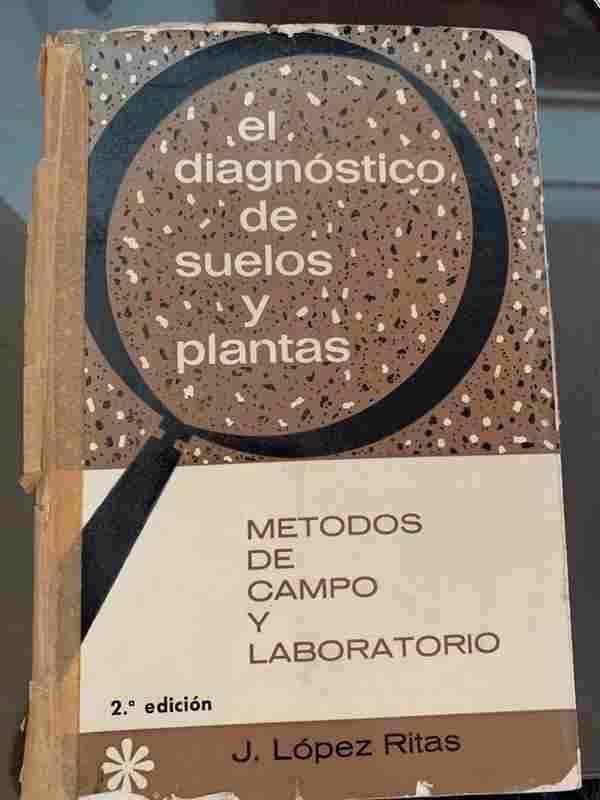 el
diagnóstico
de
suelos
y
plantas
METODOS
DE
CAMPO
Y
LABORATORIO
2.ª edición
J. López Ritas